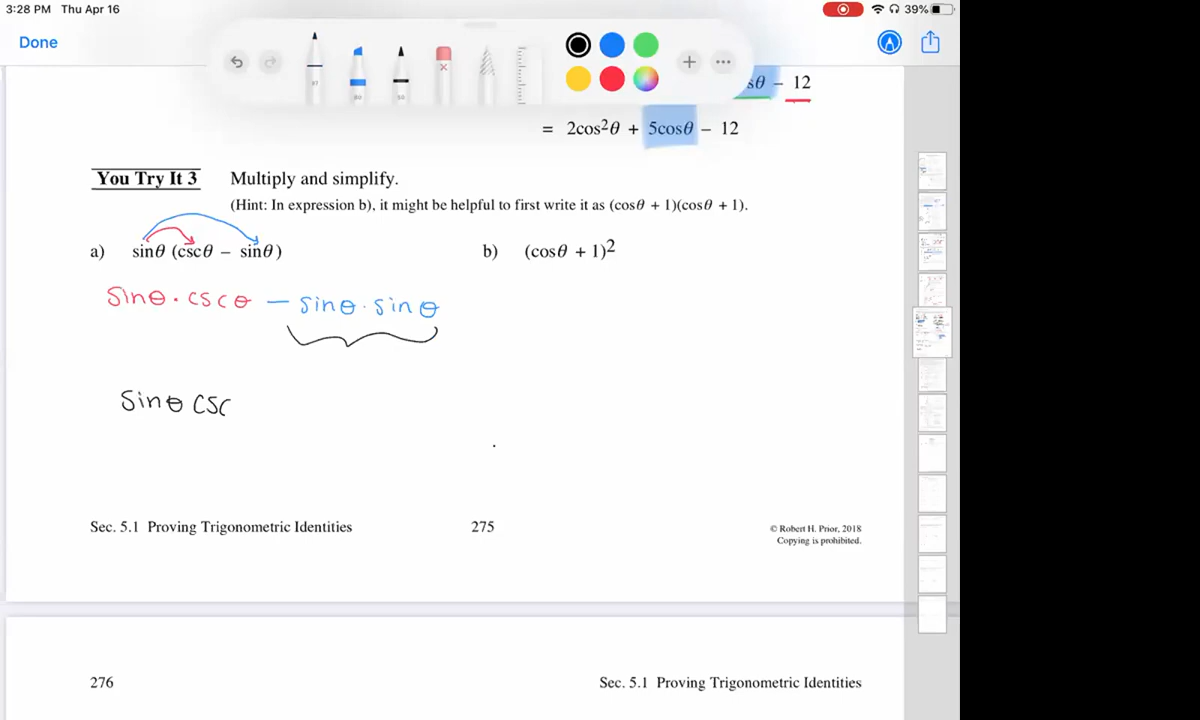 3:28 PM Thu Apr 16
39%
Done
sθ − 12
= 2cos²θ + 5cosθ − 12
You Try It 3 Multiply and simplify.
(Hint: In expression b), it might be helpful to first write it as (cosθ + 1)(cosθ + 1).
a) sinθ (cscθ − sinθ) b) (cosθ + 1)²
sinθ · cscθ − sinθ · sinθ
sinθ csc
Sec. 5.1 Proving Trigonometric Identities 275 © Robert H. Prior, 2018
Copying is prohibited.
276 Sec. 5.1 Proving Trigonometric Identities